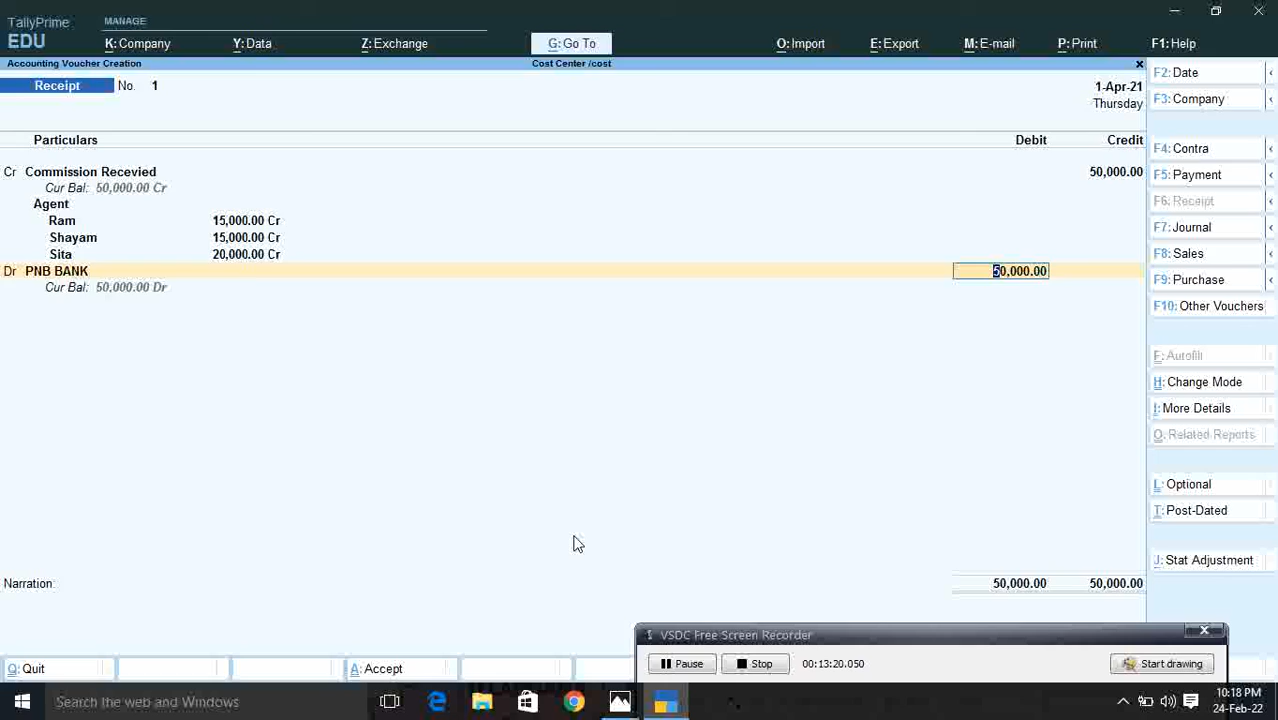 TallyPrime
MANAGE
EDU
K: Company
Y: Data
Z: Exchange
G: Go To
O: Import
E: Export
M: E-mail
P: Print
F1: Help
Accounting Voucher Creation
Cost Center /cost
Receipt No. 1
1-Apr-21
Thursday
Particulars Debit Credit
Cr Commission Recevied 50,000.00
Cur Bal: 50,000.00 Cr
Agent
Ram 15,000.00 Cr
Shayam 15,000.00 Cr
Sita 20,000.00 Cr
Dr PNB BANK 50,000.00
Cur Bal: 50,000.00 Dr
Narration: 50,000.00 50,000.00
F2: Date
F3: Company
F4: Contra
F5: Payment
F6: Receipt
F7: Journal
F8: Sales
F9: Purchase
F10: Other Vouchers
F: Autofill
H: Change Mode
I: More Details
O: Related Reports
L: Optional
T: Post-Dated
J: Stat Adjustment
VSDC Free Screen Recorder
Pause
Stop
00:13:20.050
Start drawing
Q: Quit
A: Accept
Search the web and Windows
10:18 PM
24-Feb-22